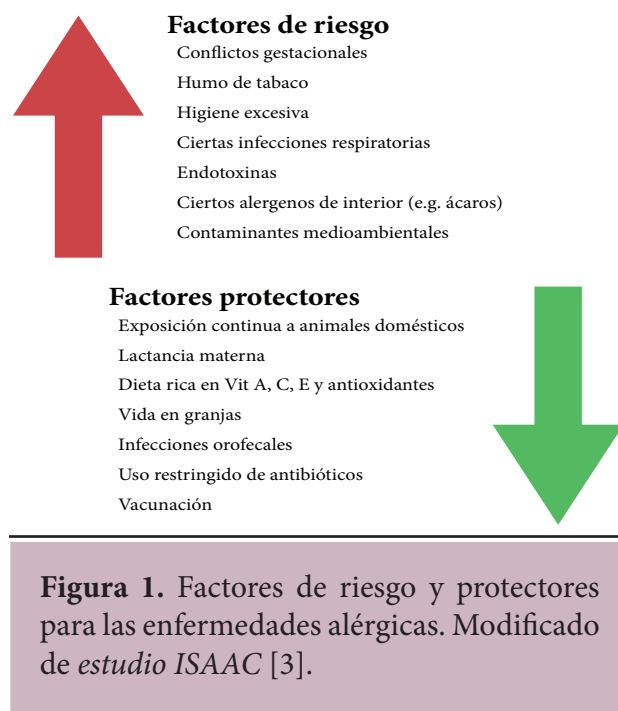 Factores de riesgo
Conflictos gestacionales
Humo de tabaco
Higiene excesiva
Ciertas infecciones respiratorias
Endotoxinas
Ciertos alergenos de interior (e.g. ácaros)
Contaminantes medioambientales
Factores protectores
Exposición continua a animales domésticos
Lactancia materna
Dieta rica en Vit A, C, E y antioxidantes
Vida en granjas
Infecciones orofecales
Uso restringido de antibióticos
Vacunación
Figura 1. Factores de riesgo y protectores
para las enfermedades alérgicas. Modificado
de estudio ISAAC [3].